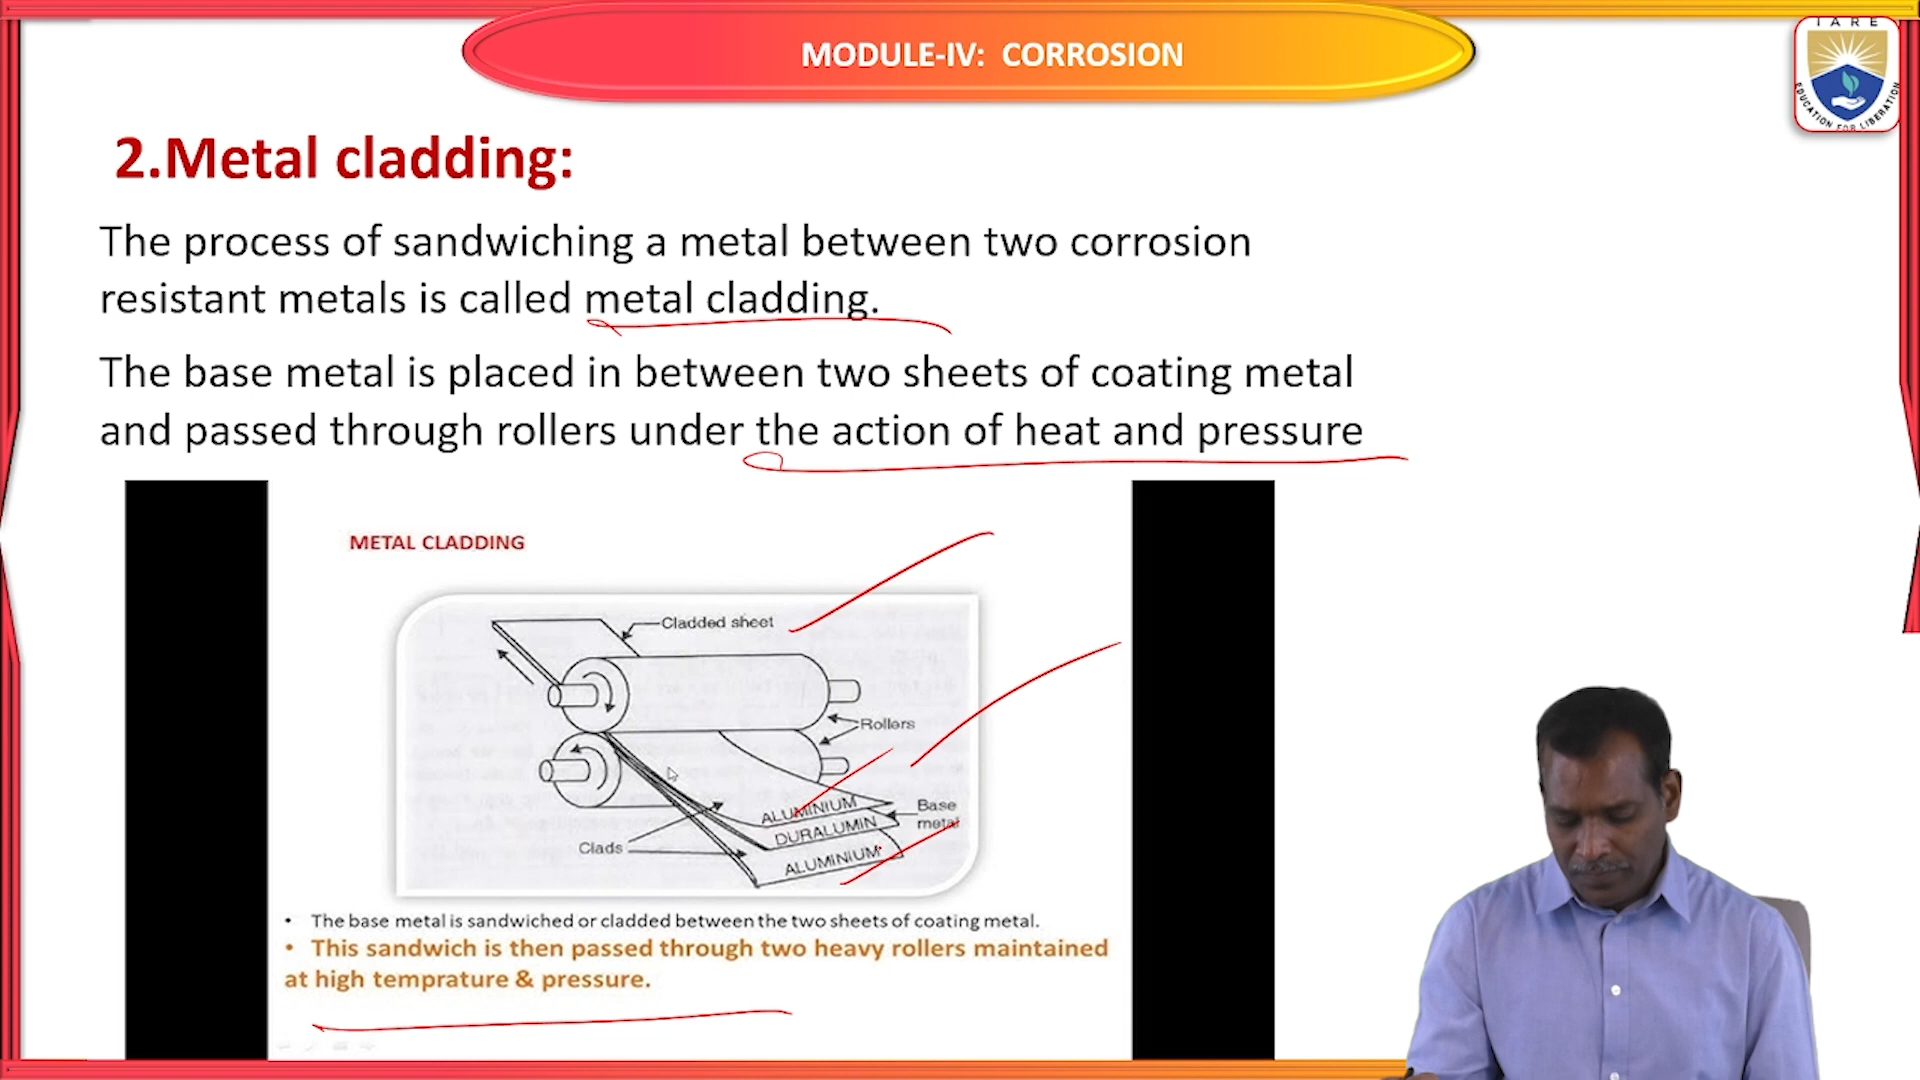 MODULE-IV: CORROSION
IARE
EDUCATION FOR LIBERATION
2.Metal cladding:
The process of sandwiching a metal between two corrosion
resistant metals is called metal cladding.
The base metal is placed in between two sheets of coating metal
and passed through rollers under the action of heat and pressure
METAL CLADDING
Cladded sheet
Rollers
ALUMINIUM
Base
metal
DURALUMIN
Clads
ALUMINIUM
• The base metal is sandwiched or cladded between the two sheets of coating metal.
• This sandwich is then passed through two heavy rollers maintained
at high temprature & pressure.